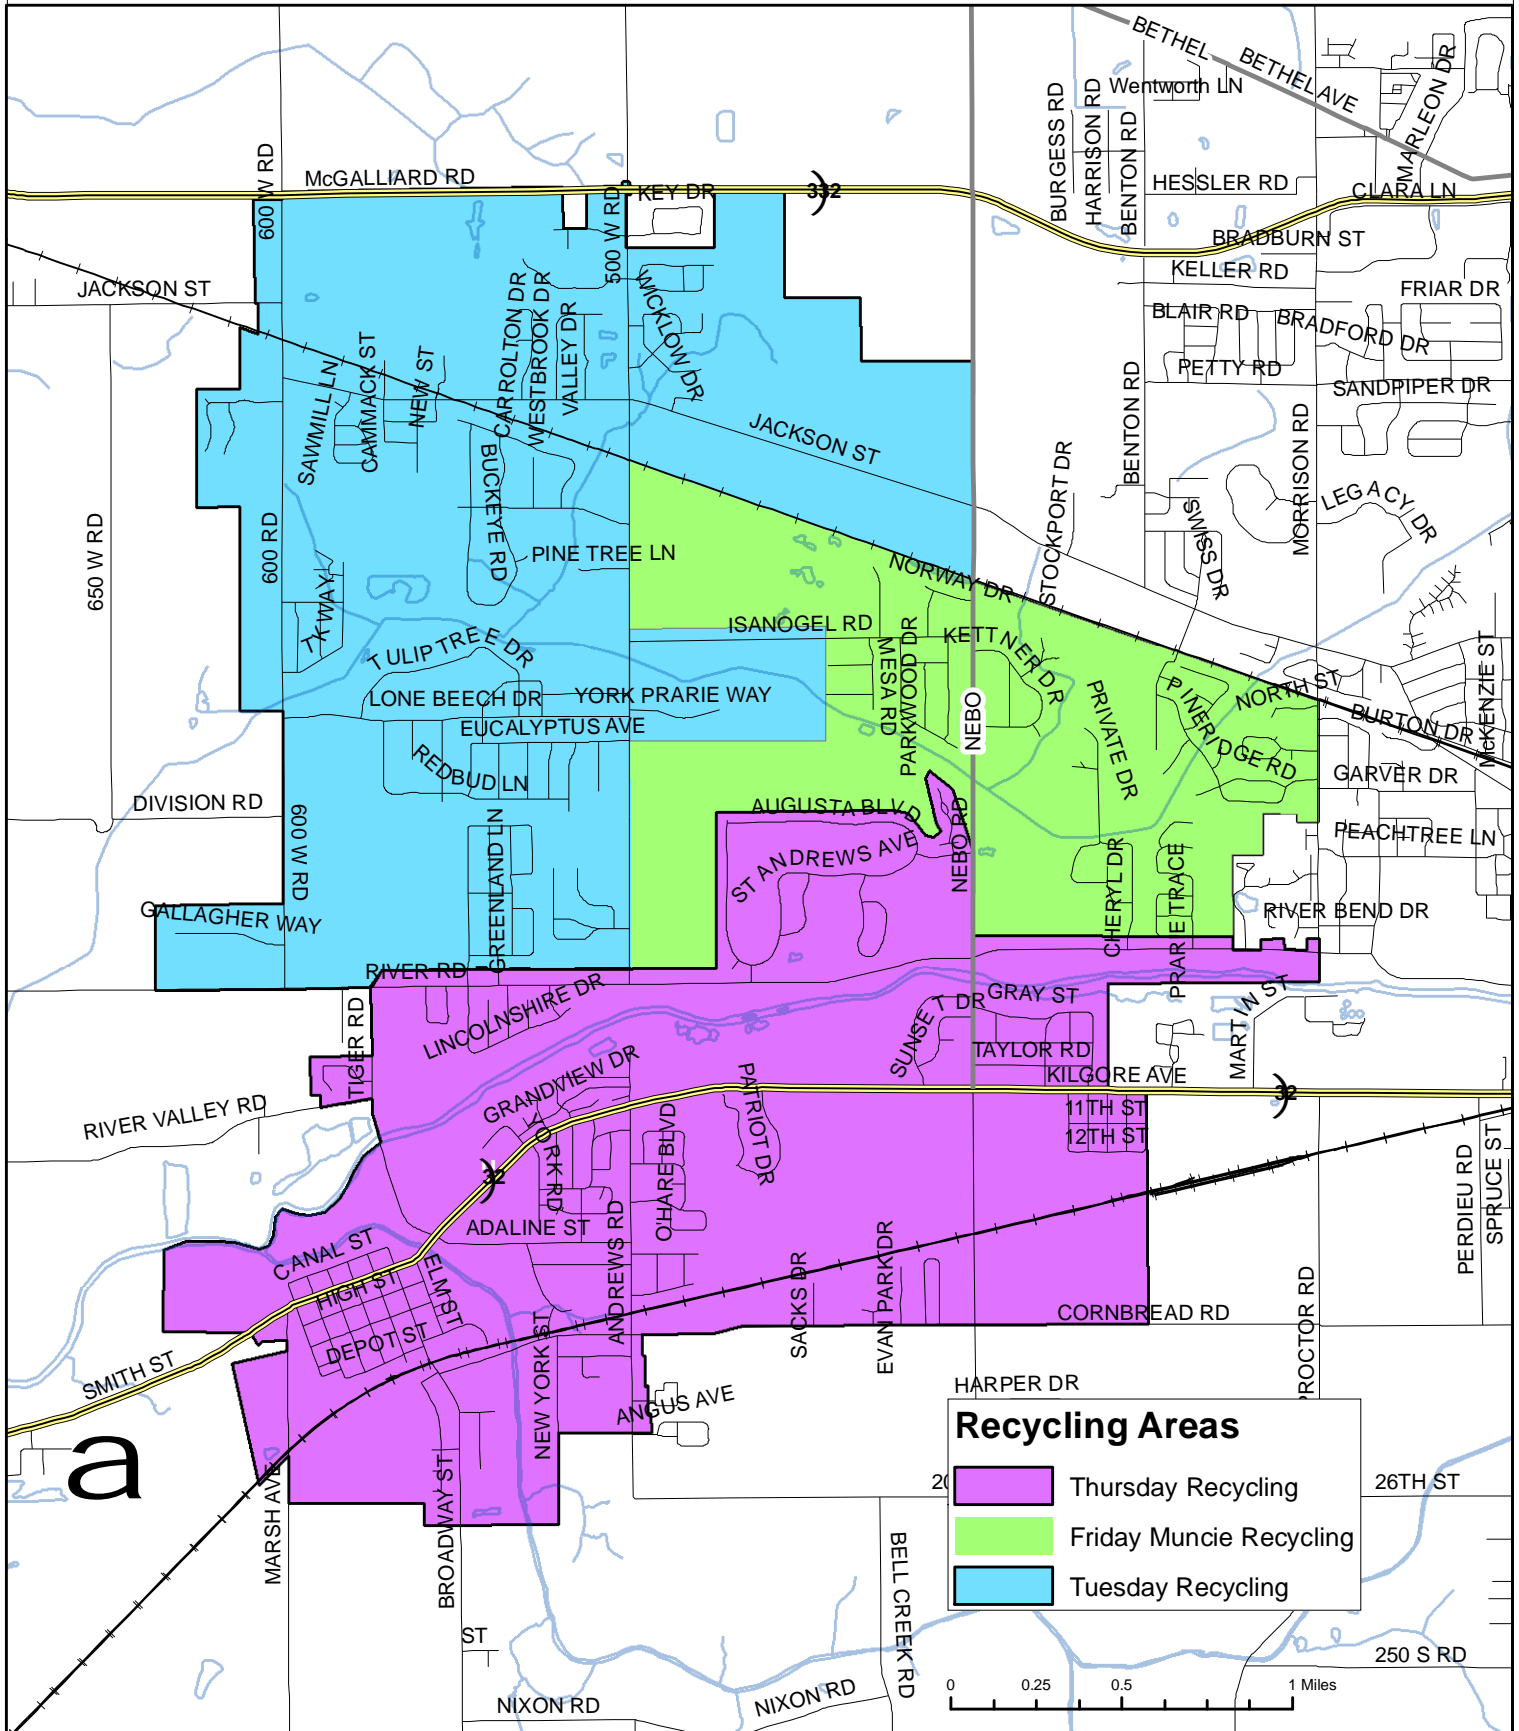 BETHEL
BETHEL AVE
Wentworth LN
MARLEON DR
BURGESS RD
HARRISON RD
BENTON RD
600 W RD
McGALLIARD RD
500 W RD
KEY DR
332
HESSLER RD
CLARA LN
BRADBURN ST
KELLER RD
JACKSON ST
FRIAR DR
WICKLOW DR
CARROLTON DR
WESTBROOK DR
VALLEY DR
BLAIR RD
BRADFORD DR
PETTY RD
SANDPIPER DR
SAWMILL LN
CAMMACK ST
NEW ST
JACKSON ST
BENTON RD
MORRISON RD
BUCKEYE RD
STOCKPORT DR
LEGACY DR
SWISS DR
650 W RD
600 RD
PINE TREE LN
NORWAY DR
TK WAY
ISANOGEL RD
KETTNER DR
MESA RD
PARKWOOD DR
TULIP TREE DR
LONE BEECH DR
YORK PRARIE WAY
EUCALYPTUS AVE
NEBO
PRIVATE DR
PINERIDGE RD
NORTH ST
BURTON DR
McKENZIE ST
REDBUD LN
GARVER DR
DIVISION RD
600 W RD
AUGUSTA BLVD
NEBO RD
PEACHTREE LN
ST ANDREWS AVE
GREENLAND LN
CHERYL DR
PRARIE TRACE
GALLAGHER WAY
RIVER BEND DR
RIVER RD
LINCOLNSHIRE DR
TIGER RD
GRAY ST
SUNSET DR
MARTIN ST
TAYLOR RD
KILGORE AVE
32
GRANDVIEW DR
PATRIOT DR
RIVER VALLEY RD
11TH ST
12TH ST
YORK RD
O'HARE BLVD
32
ADALINE ST
ANDREWS RD
PERDIEU RD
SPRUCE ST
CANAL ST
HIGH ST
ELM ST
DEPOT ST
SACKS DR
EVAN PARK DR
CORNBREAD RD
PROCTOR RD
SMITH ST
NEW YORK ST
ANGUS AVE
HARPER DR
a
MARSH AVE
BROADWAY ST
Recycling Areas
Thursday Recycling
Friday Muncie Recycling
Tuesday Recycling
26TH ST
BELL CREEK RD
ST
250 S RD
NIXON RD
NIXON RD
0 0.25 0.5 1 Miles